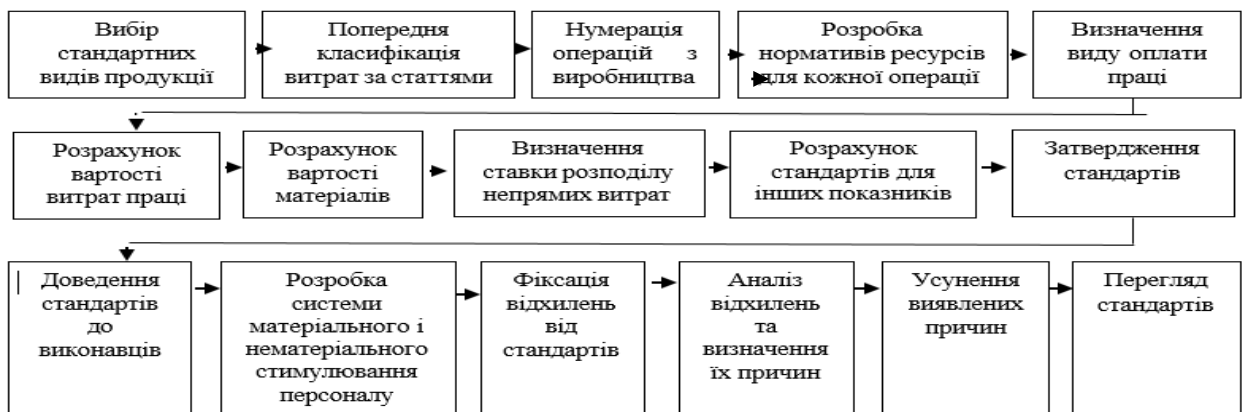 Вибір
стандартних
видів продукції
Попередня
класифікація
витрат за статтями
Нумерація
операцій з
виробництва
Розробка
нормативів ресурсів
для кожної операції
Визначення
виду оплати
праці
Розрахунок
вартості
витрат праці
Розрахунок
вартості
матеріалів
Визначення
ставки розподілу
непрямих витрат
Розрахунок
стандартів для
інших показників
Затвердження
стандартів
Доведення
стандартів
до
виконавців
Розробка
системи
матеріального і
нематеріального
стимулювання
персоналу
Фіксація
відхилень
від
стандартів
Аналіз
відхилень
та
визначення
їх причин
Усунення
виявлених
причин
Перегляд
стандартів